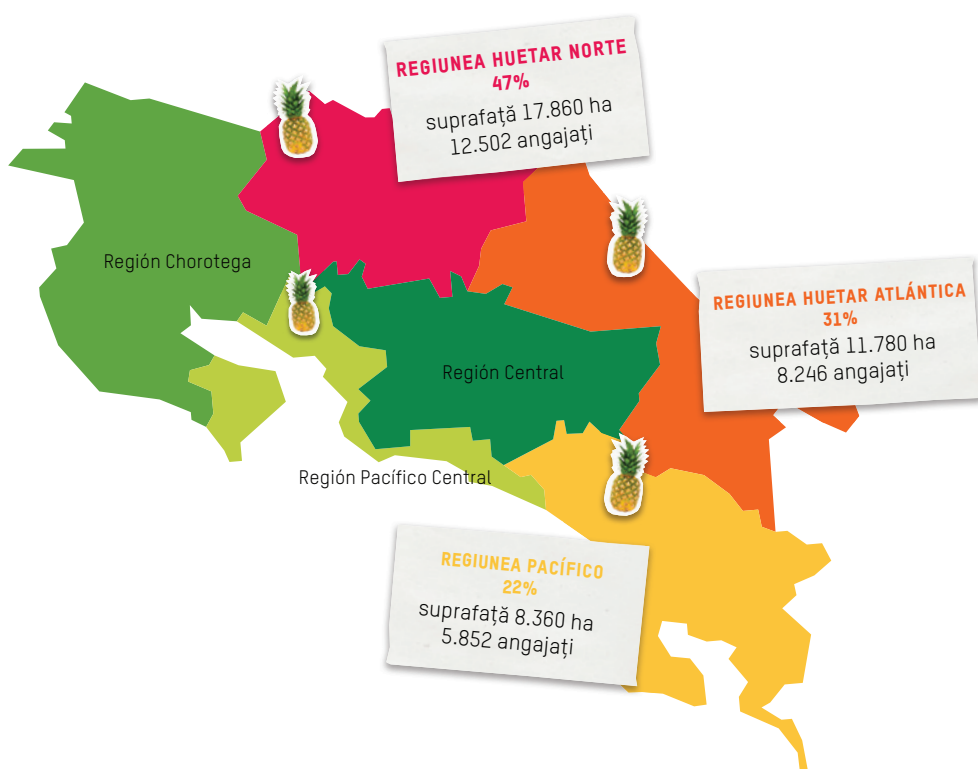 REGIUNEA HUETAR NORTE
47%
suprafață 17.860 ha
12.502 angajați
Región Chorotega
REGIUNEA HUETAR ATLÁNTICA
31%
suprafață 11.780 ha
8.246 angajați
Región Central
Región Pacífico Central
REGIUNEA PACÍFICO
22%
suprafață 8.360 ha
5.852 angajați